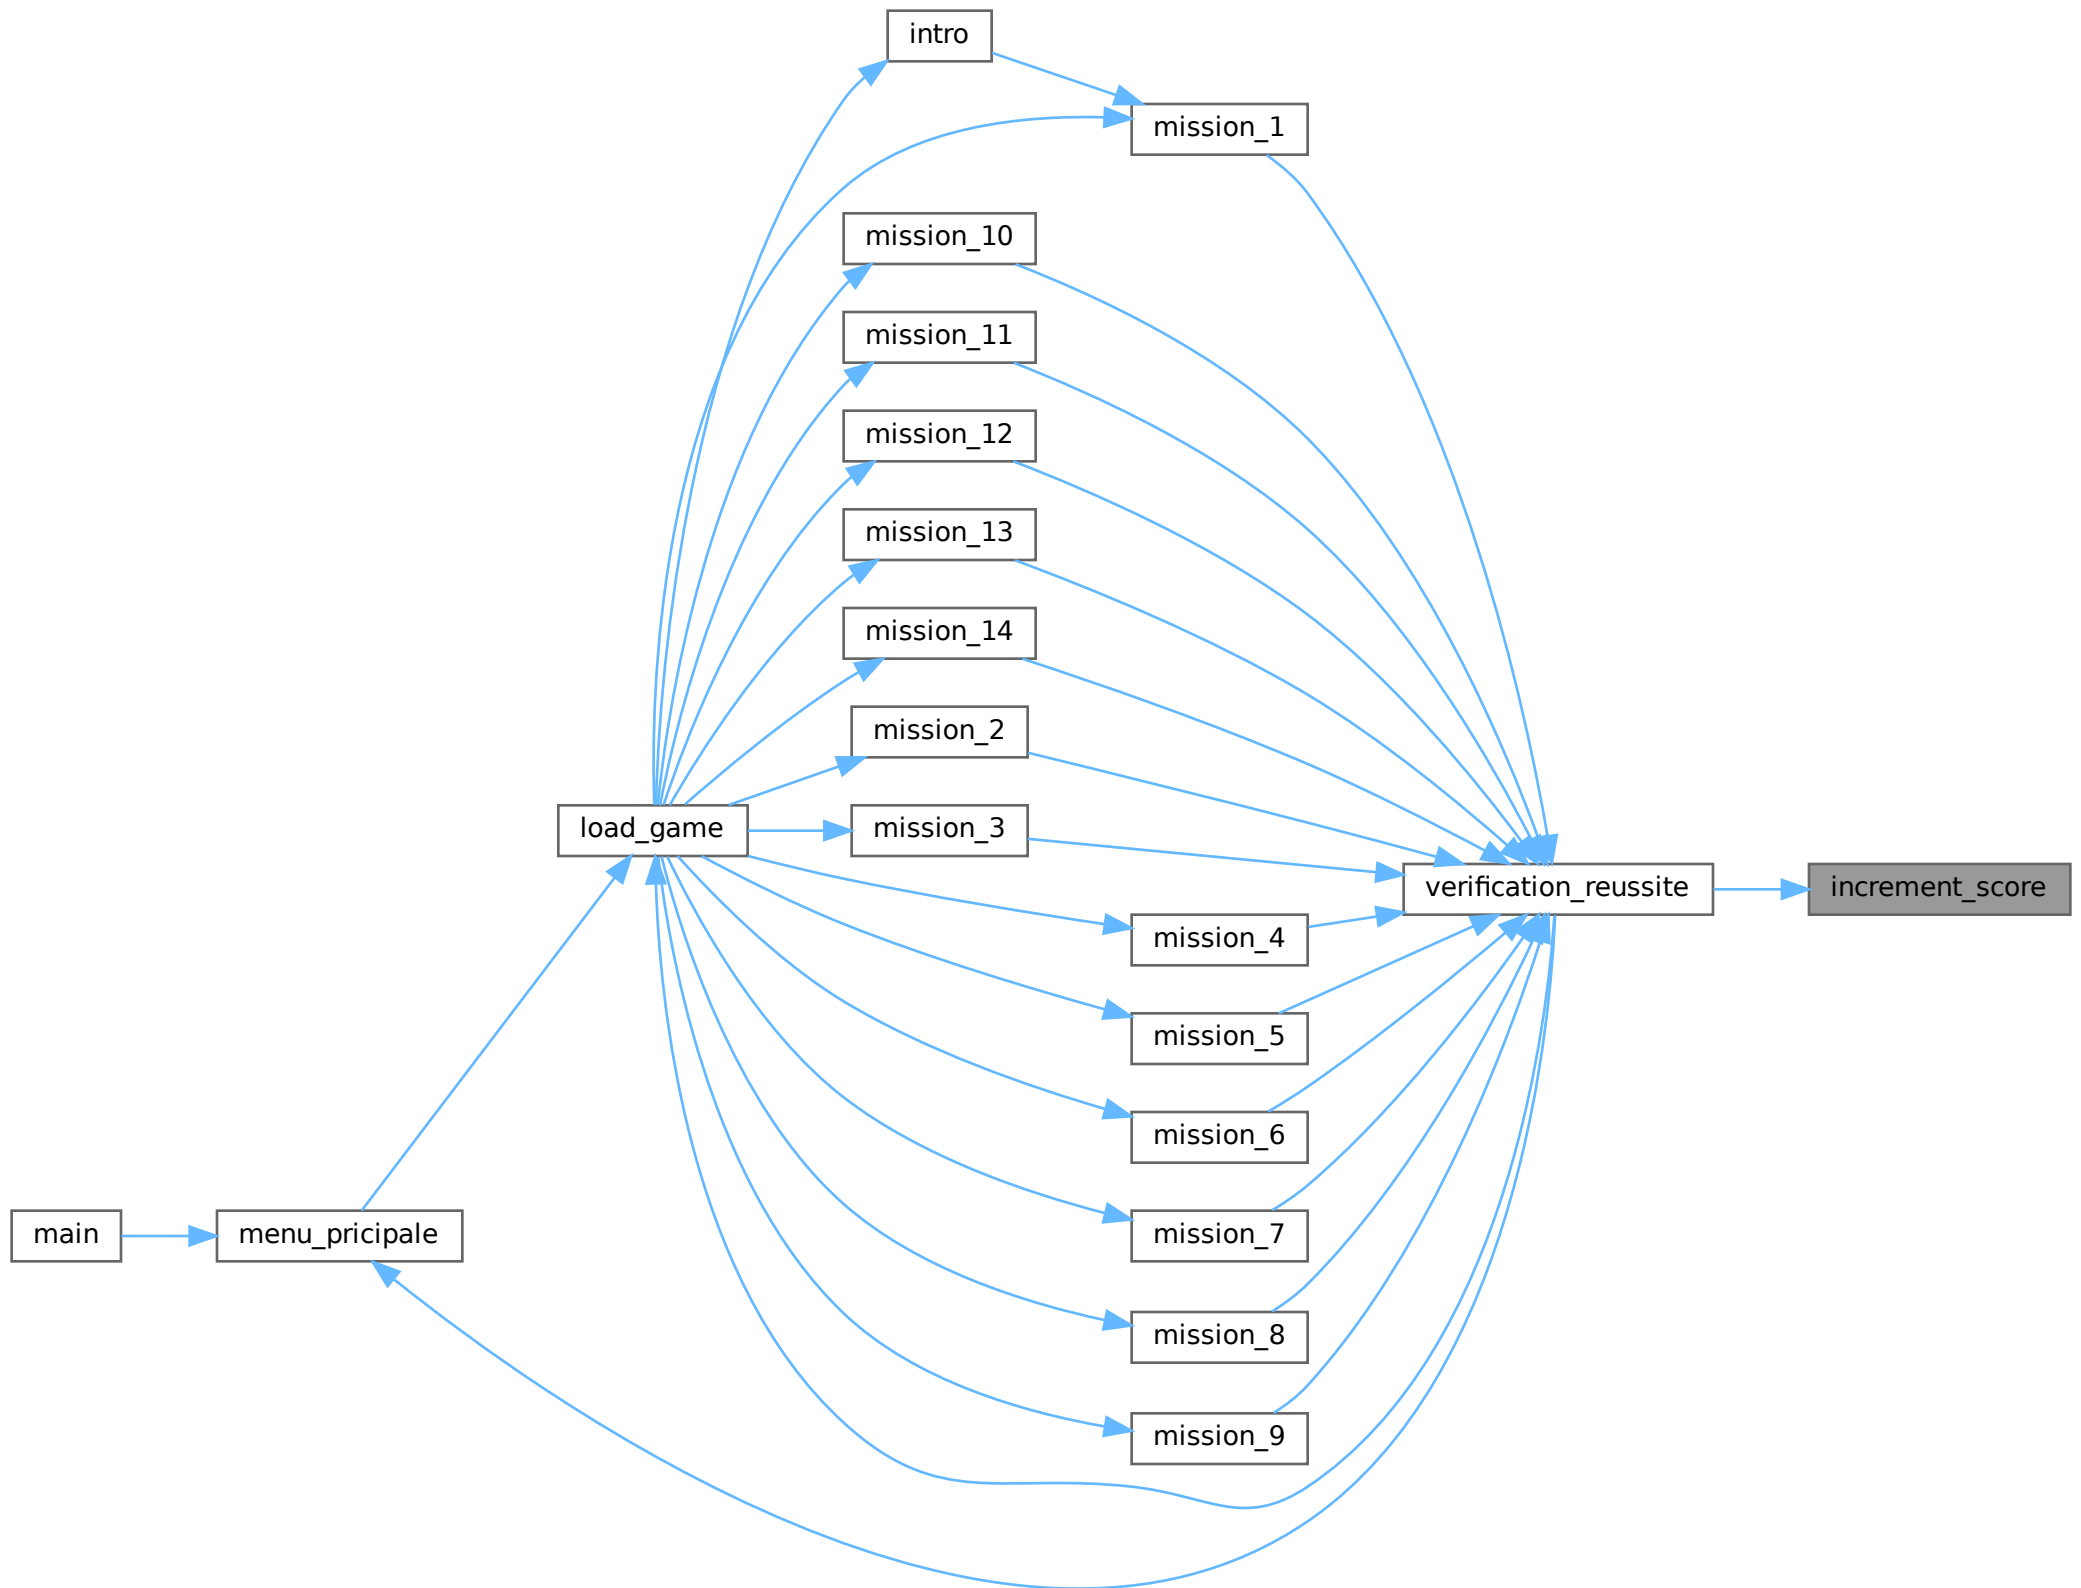 intro
mission_1
mission_10
mission_11
mission_12
mission_13
mission_14
mission_2
load_game
mission_3
verification_reussite
increment_score
mission_4
mission_5
mission_6
main
menu_pricipale
mission_7
mission_8
mission_9